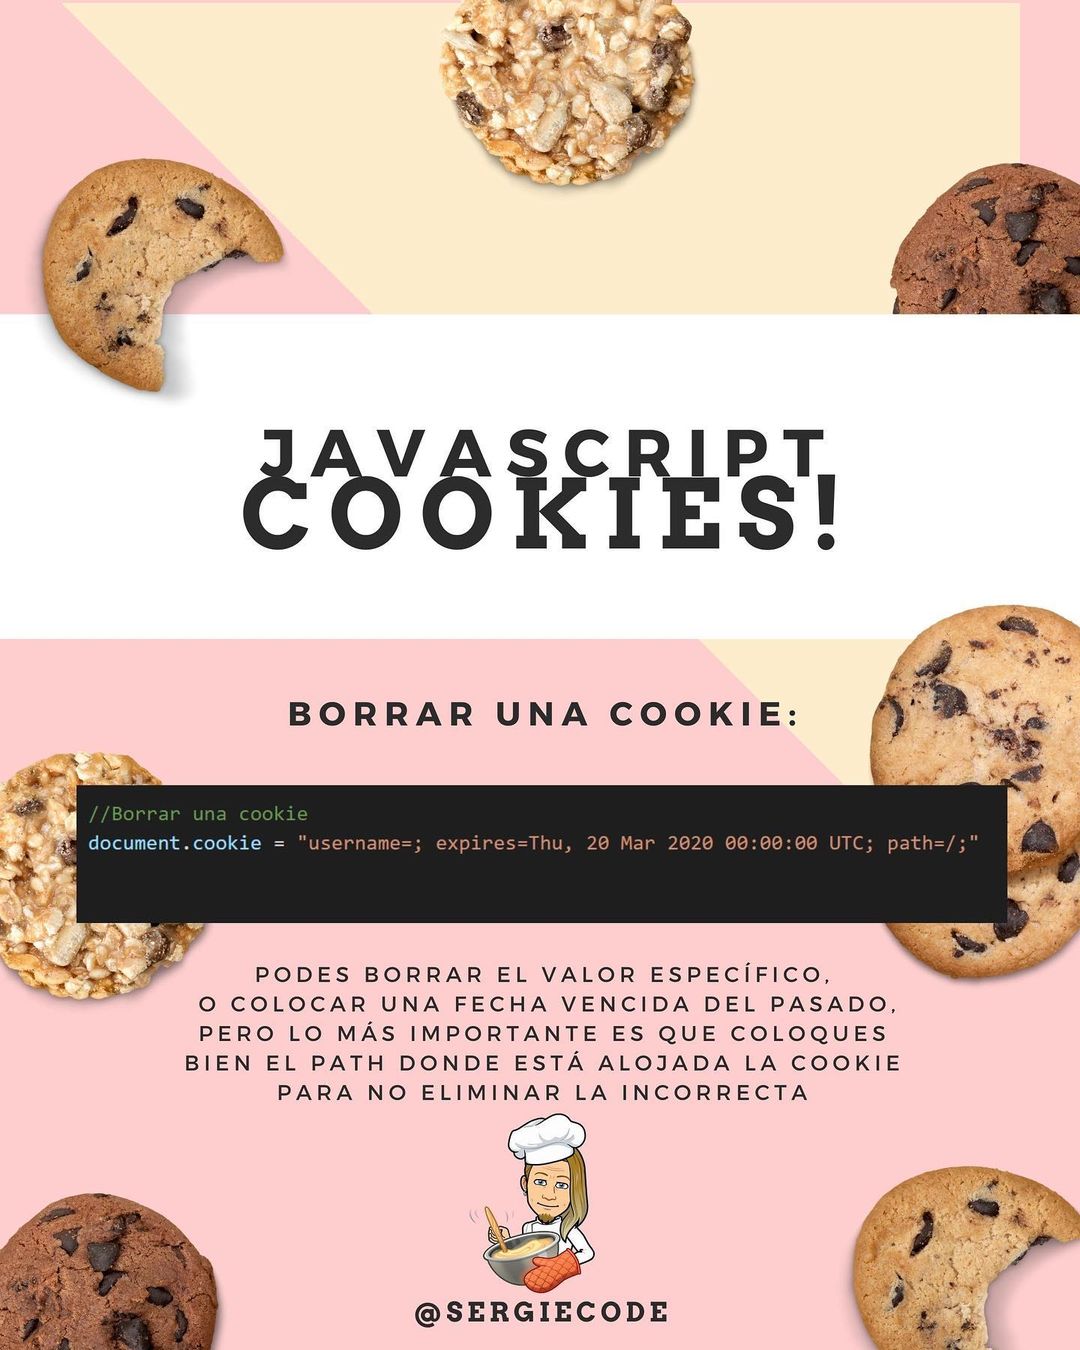 JAVASCRIPT
COOKIES!
BORRAR UNA COOKIE:
//Borrar una cookie
document.cookie = "username=; expires=Thu, 20 Mar 2020 00:00:00 UTC; path=/;"
PODES BORRAR EL VALOR ESPECÍFICO,
O COLOCAR UNA FECHA VENCIDA DEL PASADO,
PERO LO MÁS IMPORTANTE ES QUE COLOQUES
BIEN EL PATH DONDE ESTÁ ALOJADA LA COOKIE
PARA NO ELIMINAR LA INCORRECTA
@SERGIECODE